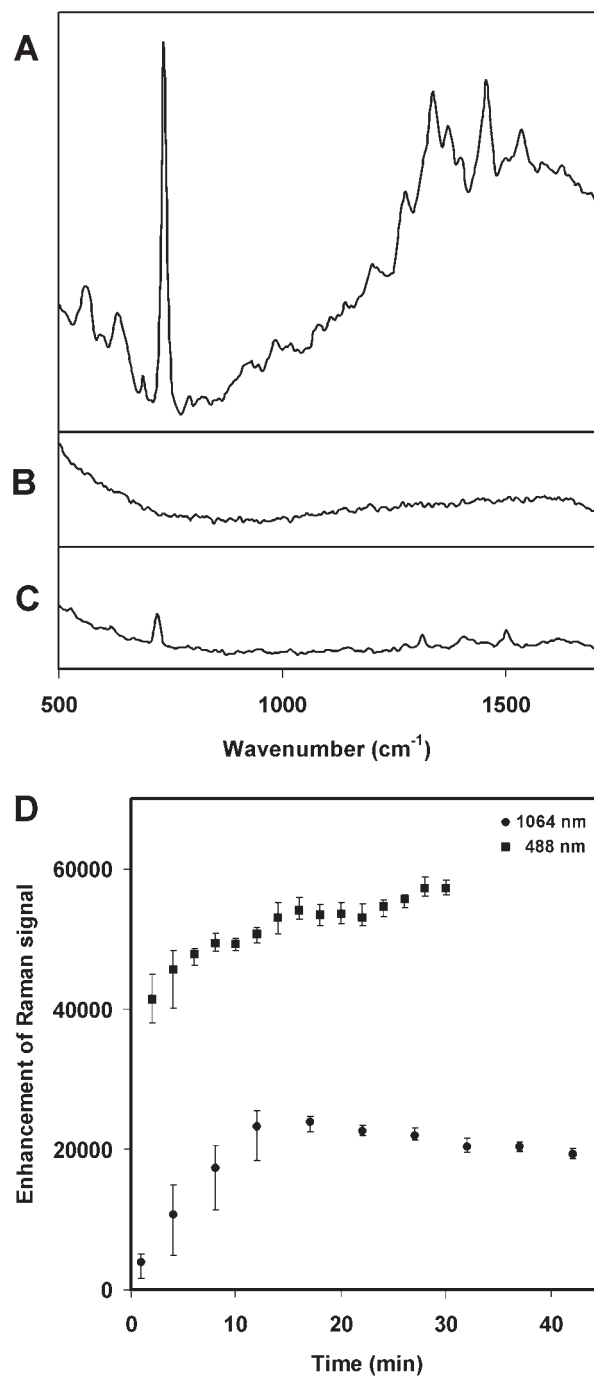 A
B
C
500 1000 1500
Wavenumber (cm-1)
D
1064 nm
488 nm
60000
40000
20000
0
Enhancement of Raman signal
0 10 20 30 40
Time (min)